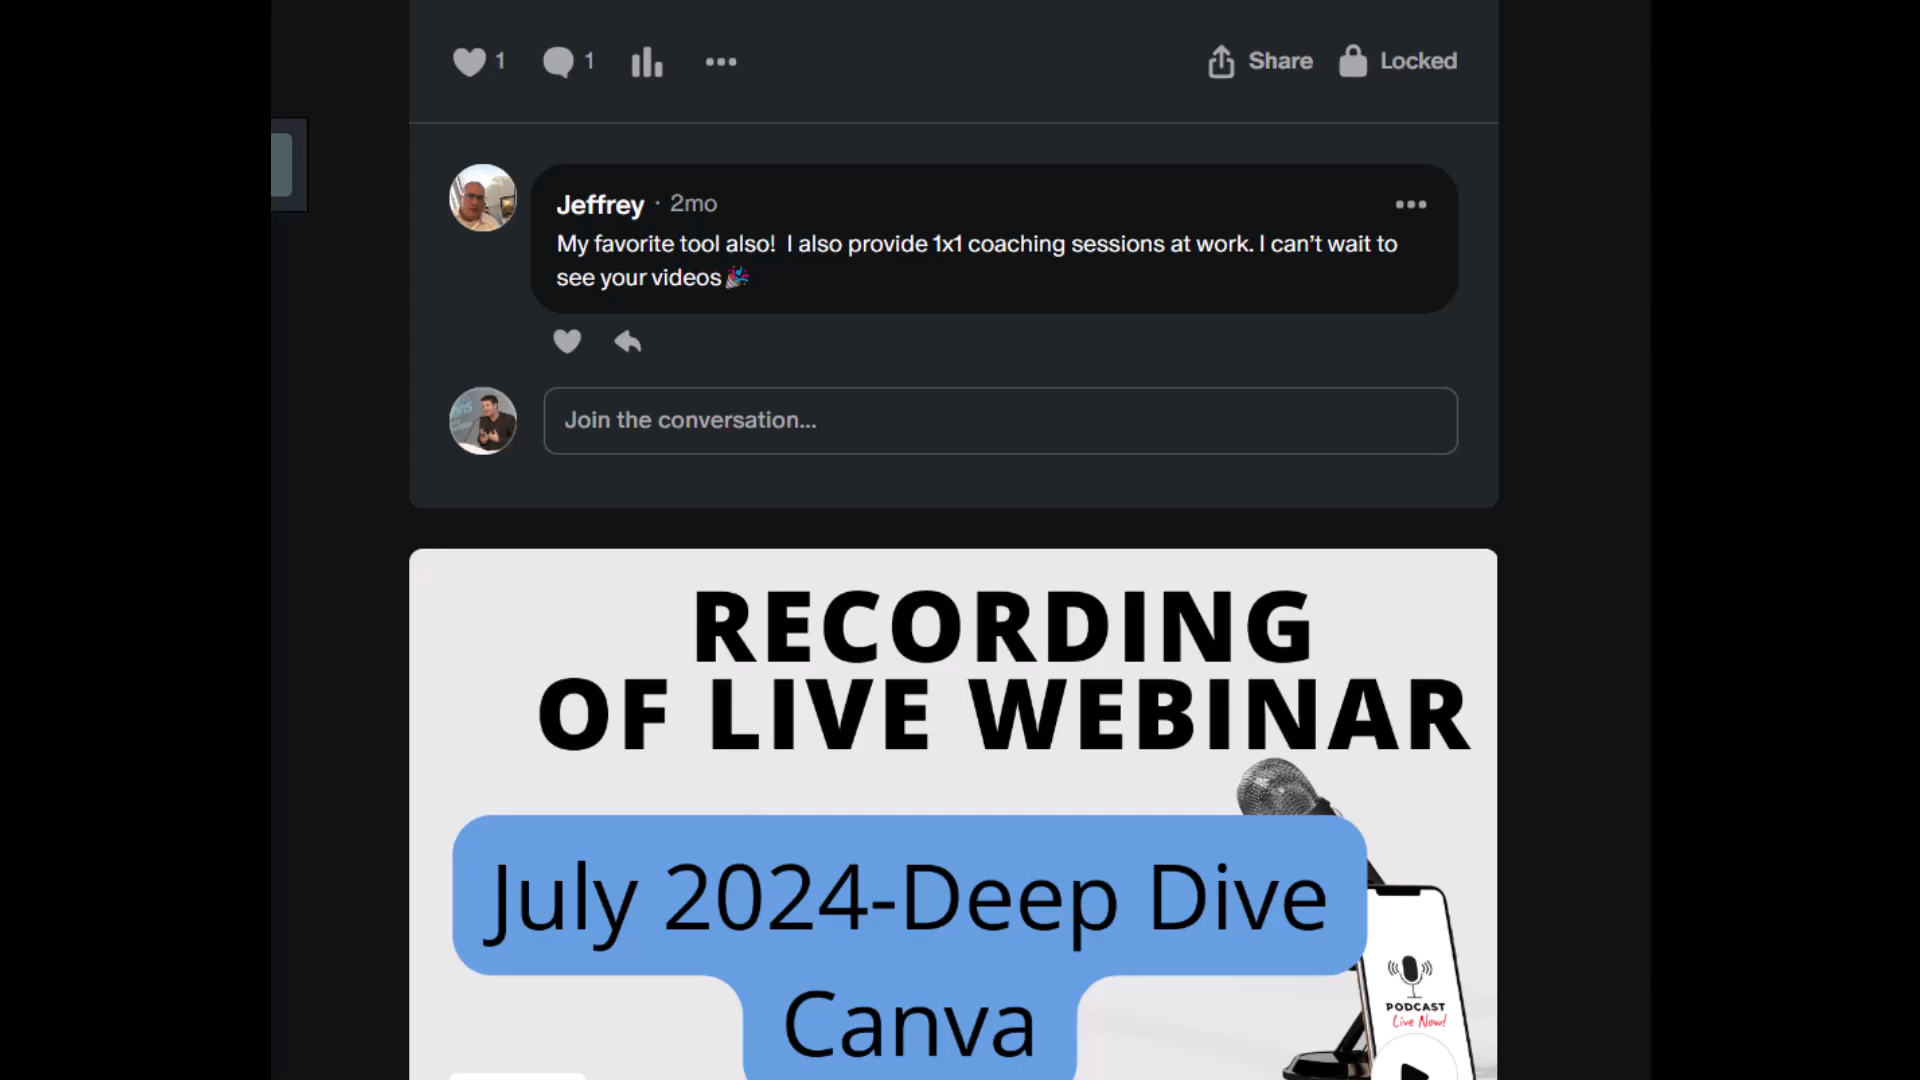 1 1 Share Locked
Jeffrey · 2mo
My favorite tool also!  I also provide 1x1 coaching sessions at work. I can’t wait to
see your videos🎉
Join the conversation...
RECORDING
OF LIVE WEBINAR
July 2024-Deep Dive
Canva
PODCAST
Live Now!